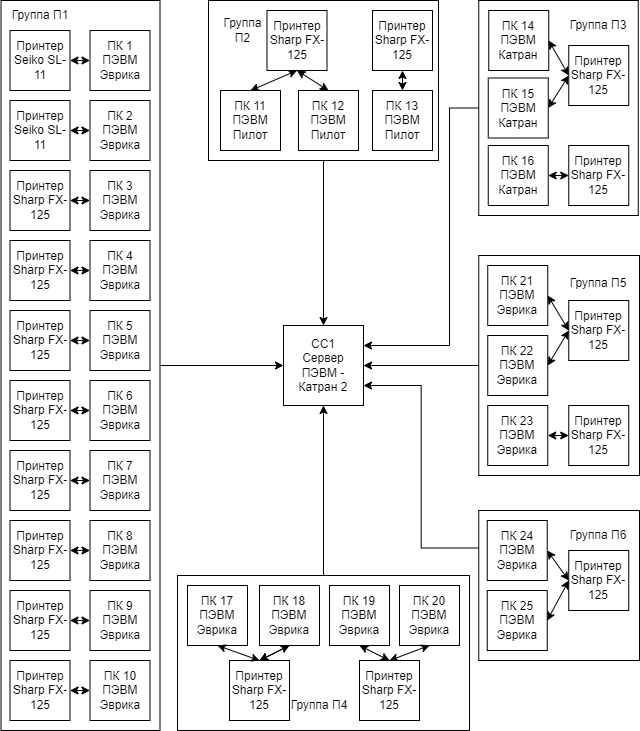 Группа П1
Принтер
Seiko SL-
11
ПК 1
ПЭВМ
Эврика
Принтер
Seiko SL-
11
ПК 2
ПЭВМ
Эврика
Принтер
Sharp FX-
125
ПК 3
ПЭВМ
Эврика
Принтер
Sharp FX-
125
ПК 4
ПЭВМ
Эврика
Принтер
Sharp FX-
125
ПК 5
ПЭВМ
Эврика
Принтер
Sharp FX-
125
ПК 6
ПЭВМ
Эврика
Принтер
Sharp FX-
125
ПК 7
ПЭВМ
Эврика
Принтер
Sharp FX-
125
ПК 8
ПЭВМ
Эврика
Принтер
Sharp FX-
125
ПК 9
ПЭВМ
Эврика
Принтер
Sharp FX-
125
ПК 10
ПЭВМ
Эврика
Группа
П2
Принтер
Sharp FX-
125
Принтер
Sharp FX-
125
ПК 11
ПЭВМ
Пилот
ПК 12
ПЭВМ
Пилот
ПК 13
ПЭВМ
Пилот
Группа П3
ПК 14
ПЭВМ
Катран
Принтер
Sharp FX-
125
ПК 15
ПЭВМ
Катран
ПК 16
ПЭВМ
Катран
Принтер
Sharp FX-
125
СС1
Сервер
ПЭВМ -
Катран 2
Группа П5
ПК 21
ПЭВМ
Эврика
Принтер
Sharp FX-
125
ПК 22
ПЭВМ
Эврика
ПК 23
ПЭВМ
Эврика
Принтер
Sharp FX-
125
Группа П6
ПК 24
ПЭВМ
Эврика
Принтер
Sharp FX-
125
ПК 25
ПЭВМ
Эврика
ПК 17
ПЭВМ
Эврика
ПК 18
ПЭВМ
Эврика
ПК 19
ПЭВМ
Эврика
ПК 20
ПЭВМ
Эврика
Принтер
Sharp FX-
125
Группа П4
Принтер
Sharp FX-
125